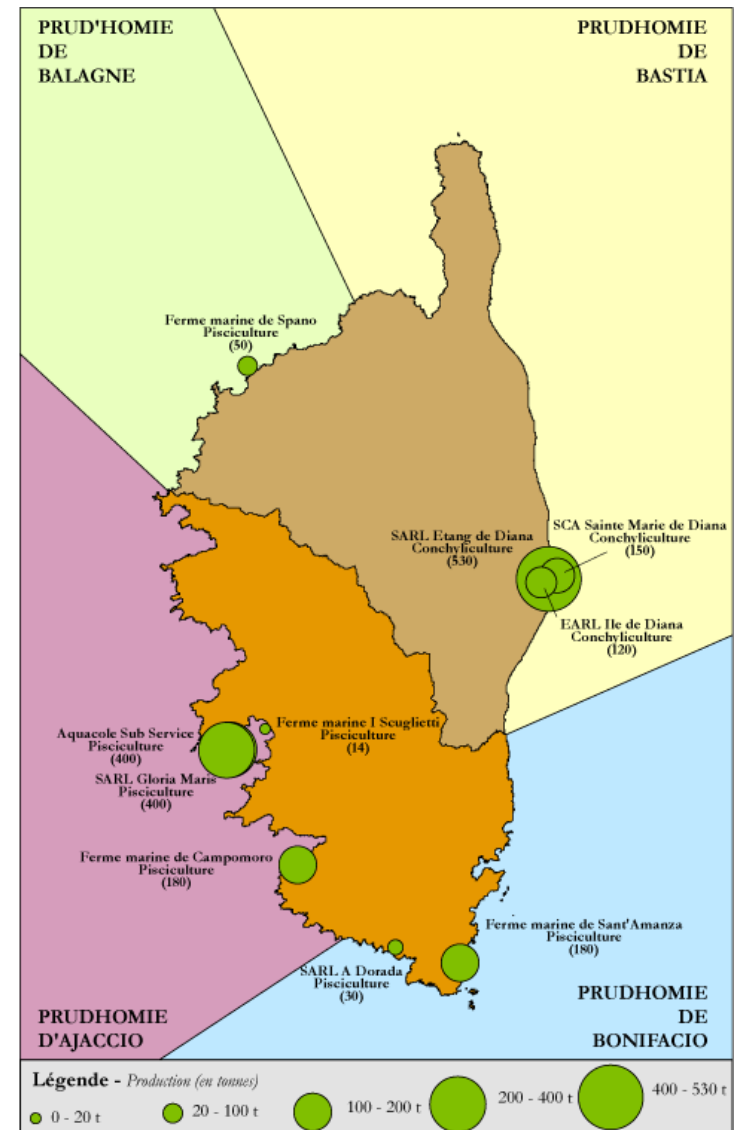 PRUD'HOMIE
DE
BALAGNE
PRUDHOMIE
DE
BASTIA
Ferme marine de Spano
Pisciculture
(50)
SARL Etang de Diana
Conchyliculture
(530)
SCA Sainte Marie de Diana
Conchyliculture
(150)
EARL Ile de Diana
Conchyliculture
(120)
Ferme marine I Scuglietti
Pisciculture
(14)
Aquacole Sub Service
Pisciculture
(400)
SARL Gloria Maris
Pisciculture
(400)
Ferme marine de Campomoro
Pisciculture
(180)
Ferme marine de Sant'Amanza
Pisciculture
(180)
SARL A Dorada
Pisciculture
(30)
PRUDHOMIE
D'AJACCIO
PRUDHOMIE
DE
BONIFACIO
Légende - Production (en tonnes)
0 - 20 t
20 - 100 t
100 - 200 t
200 - 400 t
400 - 530 t